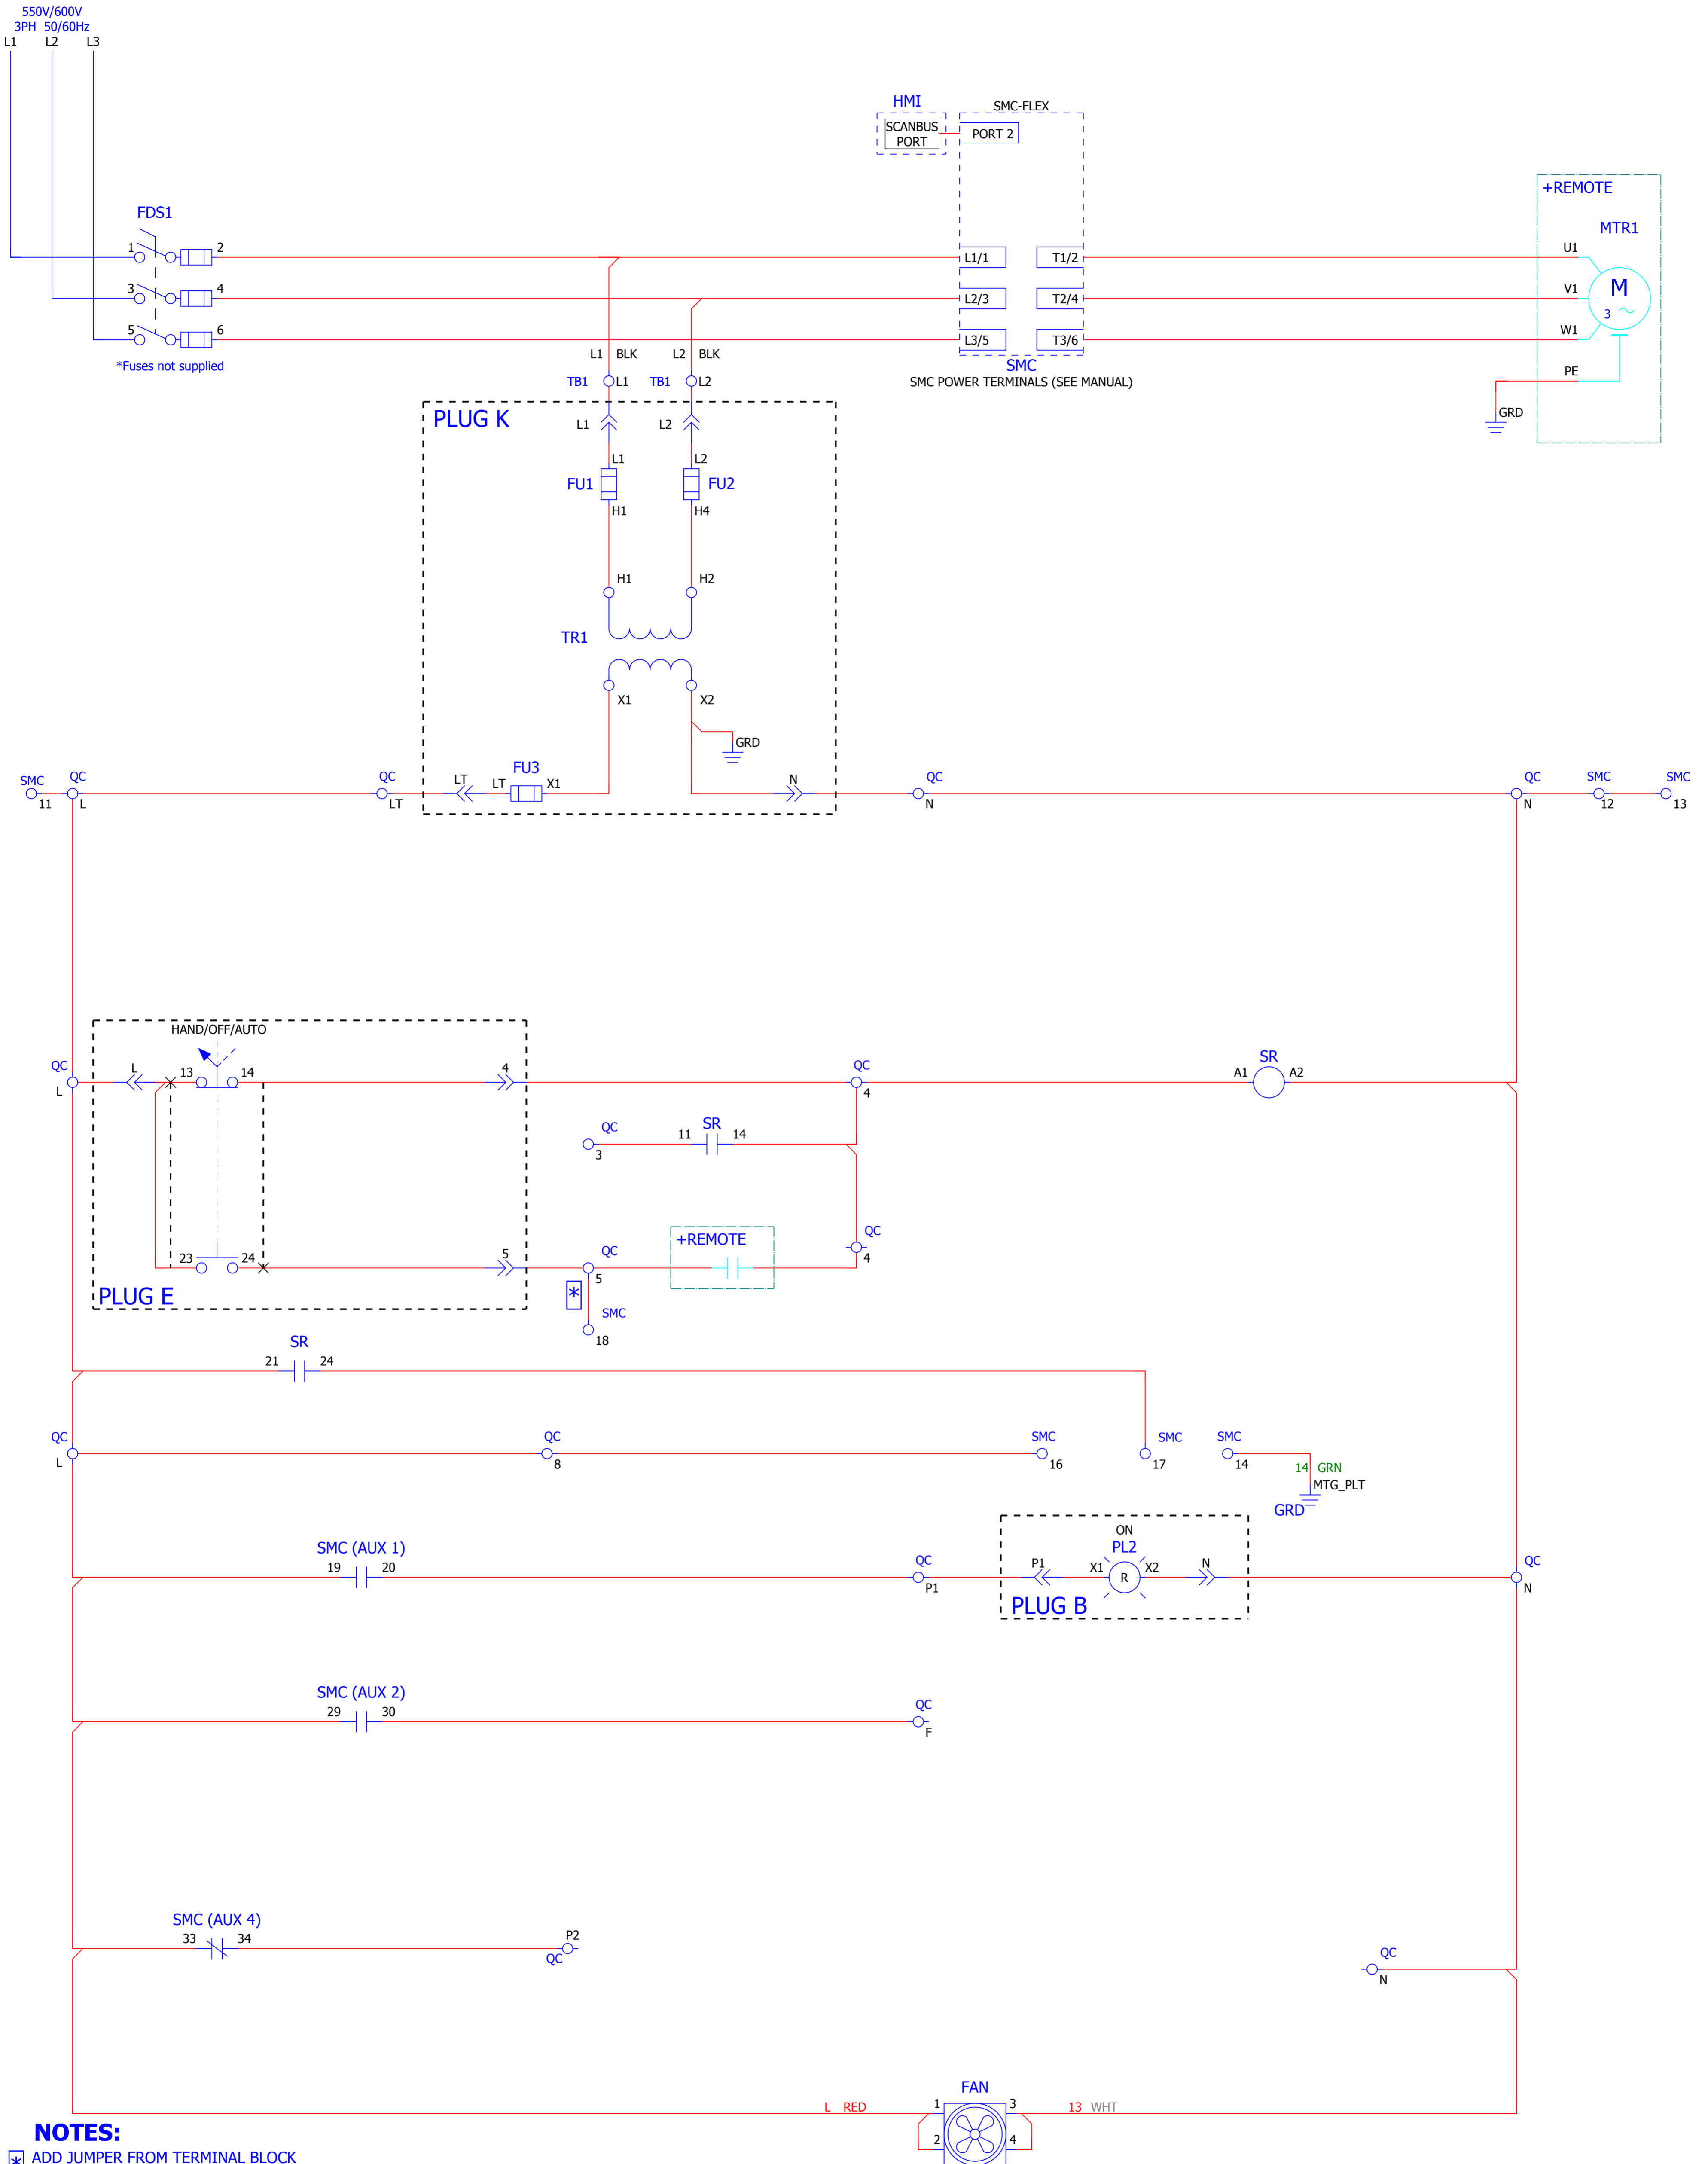 550V/600V
3PH 50/60Hz
L1 L2 L3
HMI
SCANBUS
PORT
SMC-FLEX
PORT 2
+REMOTE
MTR1
FDS1
1 2
3 4
5 6
*Fuses not supplied
L1/1 T1/2
L2/3 T2/4
L3/5 T3/6
SMC
SMC POWER TERMINALS (SEE MANUAL)
U1
V1
W1
PE
M
3
GRD
L1 BLK L2 BLK
TB1 L1 TB1 L2
PLUG K
L1 L2
L1 L2
FU1 FU2
H1 H4
H1 H2
TR1
X1 X2
GRD
SMC QC QC LT LT FU3 X1 N QC QC SMC SMC
11 L LT N N 12 13
HAND/OFF/AUTO
QC L 13 14 4 QC A1 SR A2
L 4
QC 11 SR 14
3
+REMOTE QC
4
23 24 5 QC
5
PLUG E
*
SMC
18
SR
21 24
QC QC SMC SMC SMC
L 8 16 17 14
14 GRN
MTG_PLT
GRD
ON
PL2
SMC (AUX 1)
19 20 QC P1 X1 R X2 N QC
P1 N
PLUG B
SMC (AUX 2)
29 30 QC
F
SMC (AUX 4)
33 34 P2
QC
QC
N
FAN
L RED 1 3 13 WHT
2 4
NOTES:
* ADD JUMPER FROM TERMINAL BLOCK